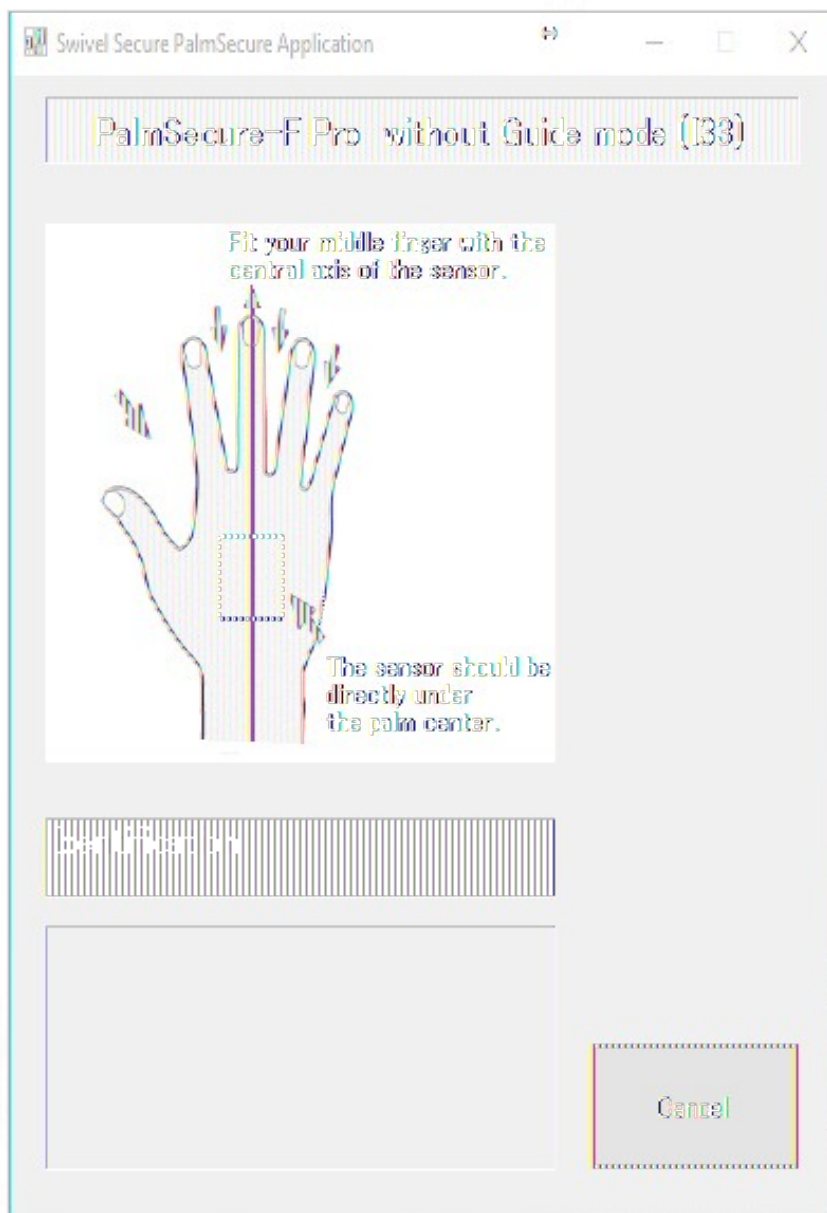 Swivel Secure PalmSecure Application
PalmSecure-F Pro without Guide mode (I33)
Fit your middle finger with the
central axis of the sensor.
The sensor should be
directly under
the palm center.
Identification
Cancel